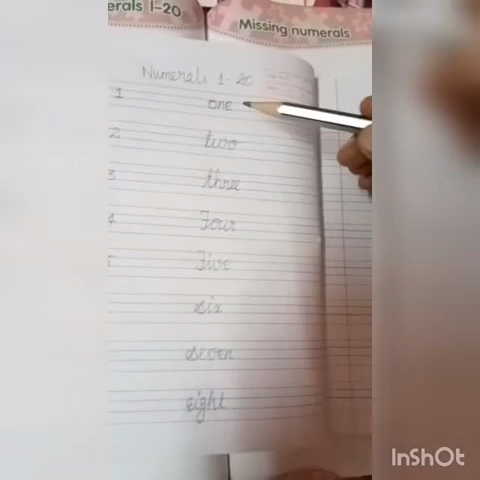 erals 1-20
Missing numerals
Numerals 1-20
1 one
2 two
3 three
4 Four
Five
six
seven
eight
InShOt